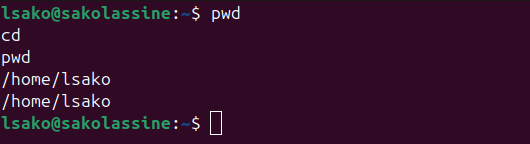 lsako@sakolassine:~$ pwd
cd
pwd
/home/lsako
/home/lsako
lsako@sakolassine:~$